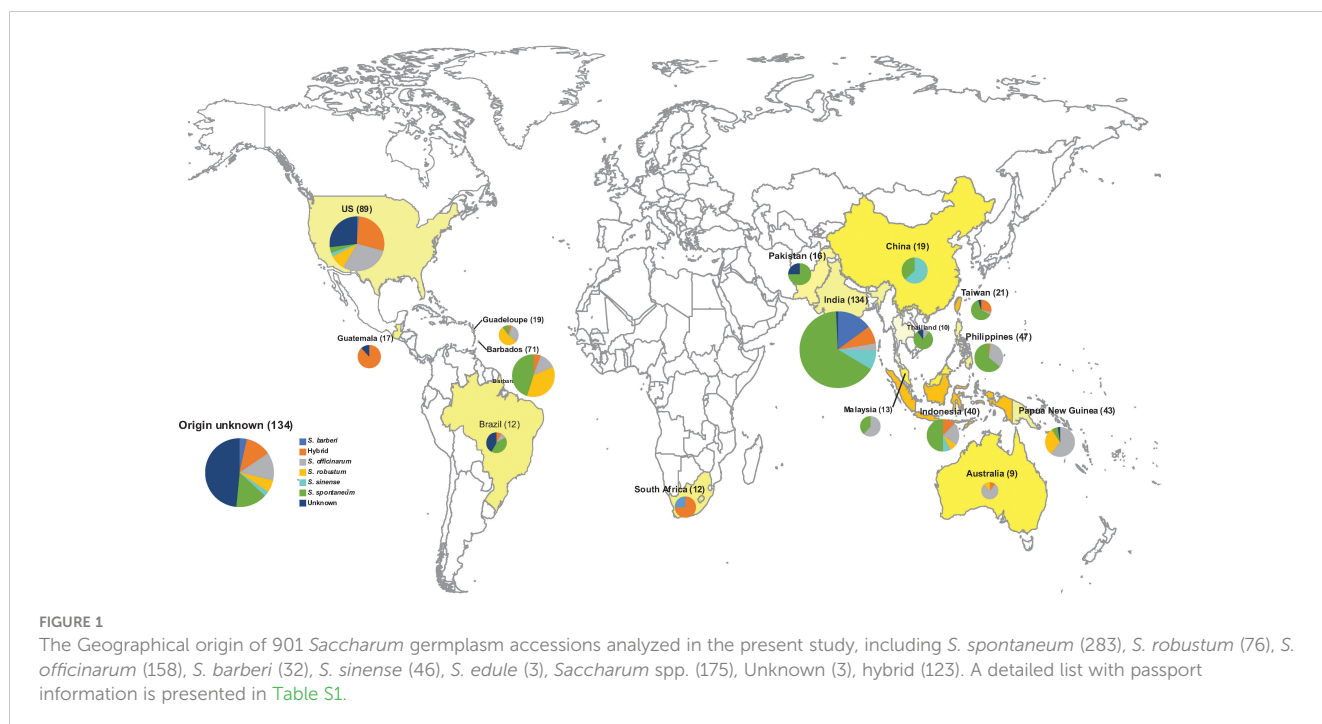 US (89)
China (19)
Pakistan (16)
India (134)
Taiwan (21)
Guadeloupe (19)
Thailand (10)
Guatemala (17)
Barbados (71)
Philippines (47)
Malaysia (13)
Indonesia (40)
Papua New Guinea (43)
Brazil (12)
Origin unknown (134)
S. barberi
Hybrid
S. officinarum
S. robustum
S. sinense
S. spontaneum
Unknown
Australia (9)
South Africa (12)
FIGURE 1
The Geographical origin of 901 Saccharum germplasm accessions analyzed in the present study, including S. spontaneum (283), S. robustum (76), S.
officinarum (158), S. barberi (32), S. sinense (46), S. edule (3), Saccharum spp. (175), Unknown (3), hybrid (123). A detailed list with passport
information is presented in Table S1.